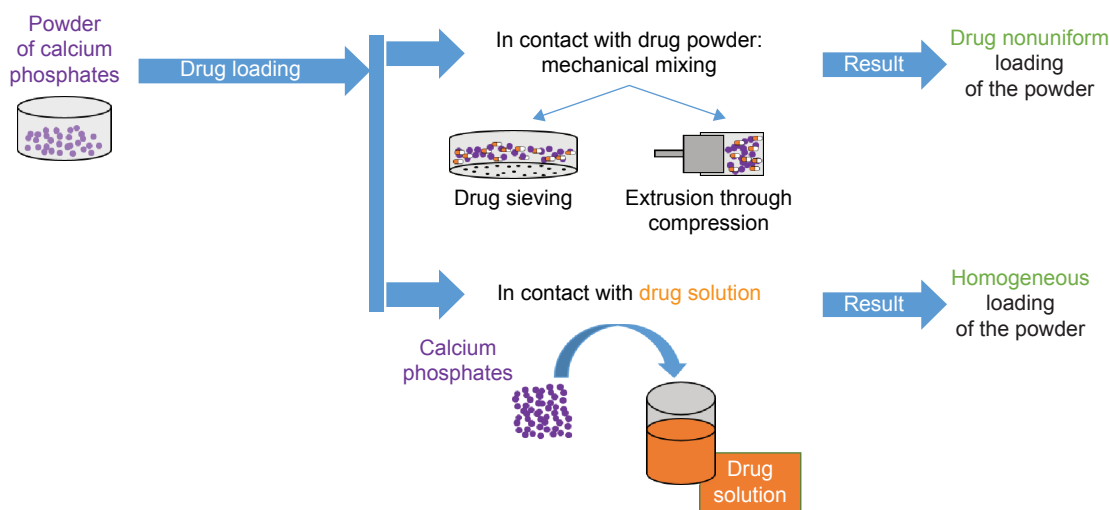 Powder
of calcium
phosphates
Drug loading
In contact with drug powder:
mechanical mixing
Result
Drug nonuniform
loading
of the powder
Drug sieving
Extrusion through
compression
In contact with drug solution
Result
Homogeneous
loading
of the powder
Calcium
phosphates
Drug
solution